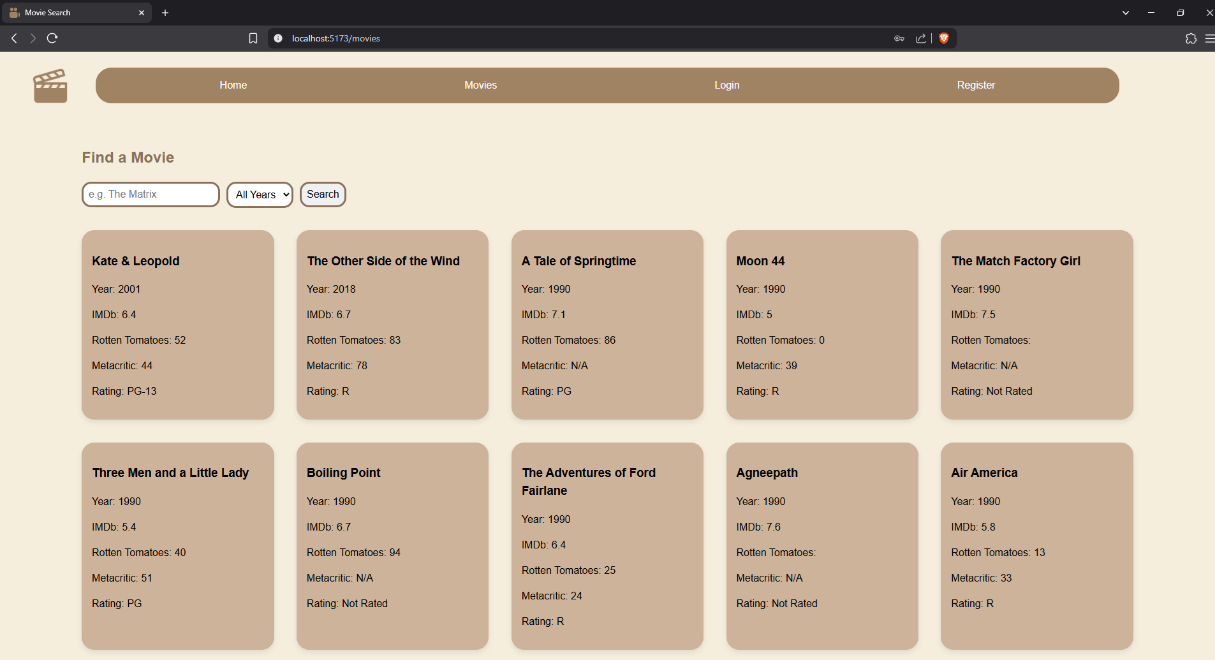 Movie Search
localhost:5173/movies
Home Movies Login Register
Find a Movie
e.g. The Matrix All Years Search
Kate & Leopold
Year: 2001
IMDb: 6.4
Rotten Tomatoes: 52
Metacritic: 44
Rating: PG-13
The Other Side of the Wind
Year: 2018
IMDb: 6.7
Rotten Tomatoes: 83
Metacritic: 78
Rating: R
A Tale of Springtime
Year: 1990
IMDb: 7.1
Rotten Tomatoes: 86
Metacritic: N/A
Rating: PG
Moon 44
Year: 1990
IMDb: 5
Rotten Tomatoes: 0
Metacritic: 39
Rating: R
The Match Factory Girl
Year: 1990
IMDb: 7.5
Rotten Tomatoes:
Metacritic: N/A
Rating: Not Rated
Three Men and a Little Lady
Year: 1990
IMDb: 5.4
Rotten Tomatoes: 40
Metacritic: 51
Rating: PG
Boiling Point
Year: 1990
IMDb: 6.7
Rotten Tomatoes: 94
Metacritic: N/A
Rating: Not Rated
The Adventures of Ford
Fairlane
Year: 1990
IMDb: 6.4
Rotten Tomatoes: 25
Metacritic: 24
Rating: R
Agneepath
Year: 1990
IMDb: 7.6
Rotten Tomatoes:
Metacritic: N/A
Rating: Not Rated
Air America
Year: 1990
IMDb: 5.8
Rotten Tomatoes: 13
Metacritic: 33
Rating: R